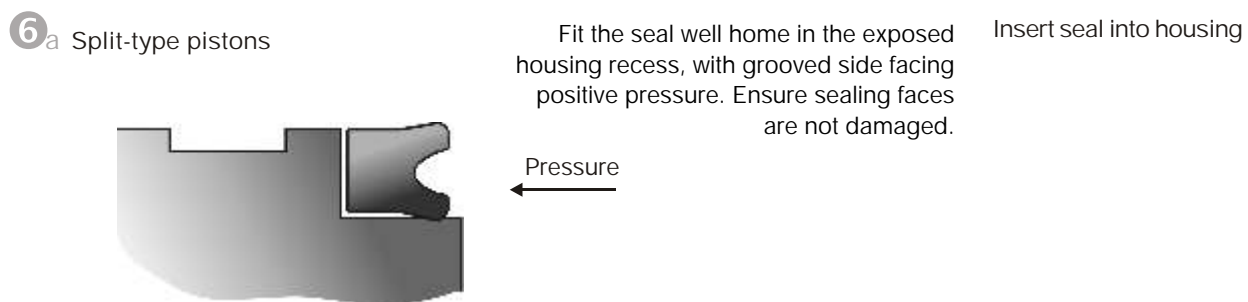 6a Split-type pistons
Fit the seal well home in the exposed
housing recess, with grooved side facing
positive pressure. Ensure sealing faces
are not damaged.
Insert seal into housing
Pressure